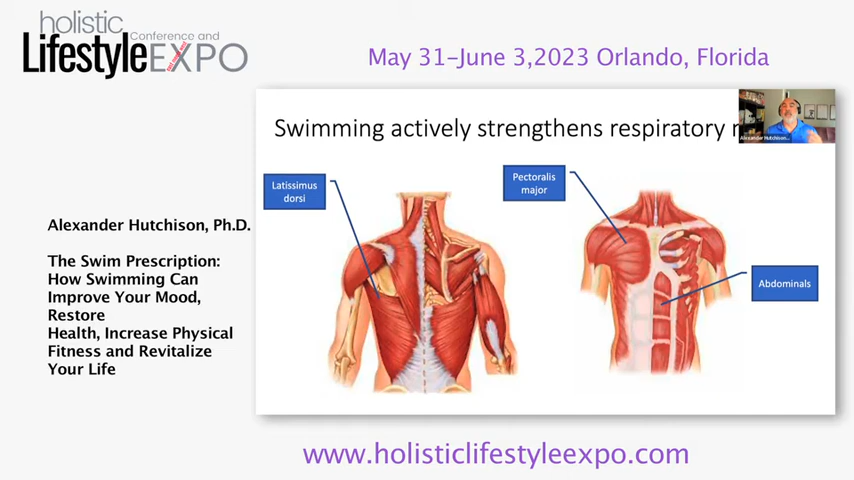 holistic
Conference and
Lifestyle EXPO
May 31-June 3,2023 Orlando, Florida
Swimming actively strengthens respiratory
Alexander Hutchison...
Latissimus
dorsi
Pectoralis
major
Abdominals
Alexander Hutchison, Ph.D.
The Swim Prescription:
How Swimming Can
Improve Your Mood,
Restore
Health, Increase Physical
Fitness and Revitalize
Your Life
www.holisticlifestyleexpo.com